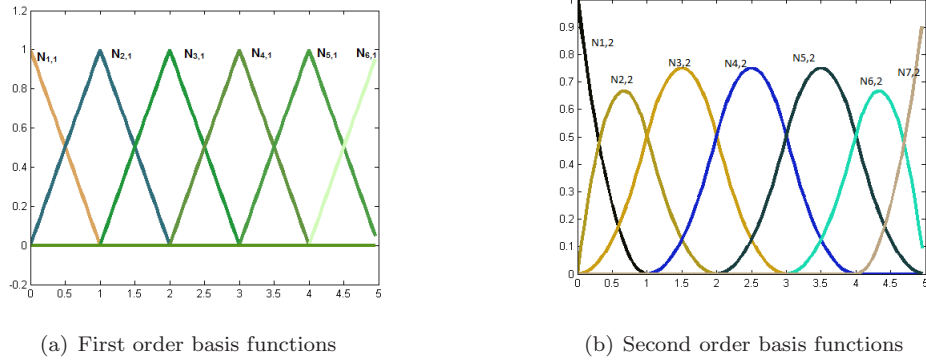 1.2
1
0.8
0.6
0.4
0.2
0
-0.2
N1,1
N2,1
N3,1
N4,1
N5,1
N6,1
0 0.5 1 1.5 2 2.5 3 3.5 4 4.5 5
(a) First order basis functions
0.9
0.8
0.7
0.6
0.5
0.4
0.3
0.2
0.1
0
N1,2
N2,2
N3,2
N4,2
N5,2
N6,2
N7,2
0 0.5 1 1.5 2 2.5 3 3.5 4 4.5 5
(b) Second order basis functions